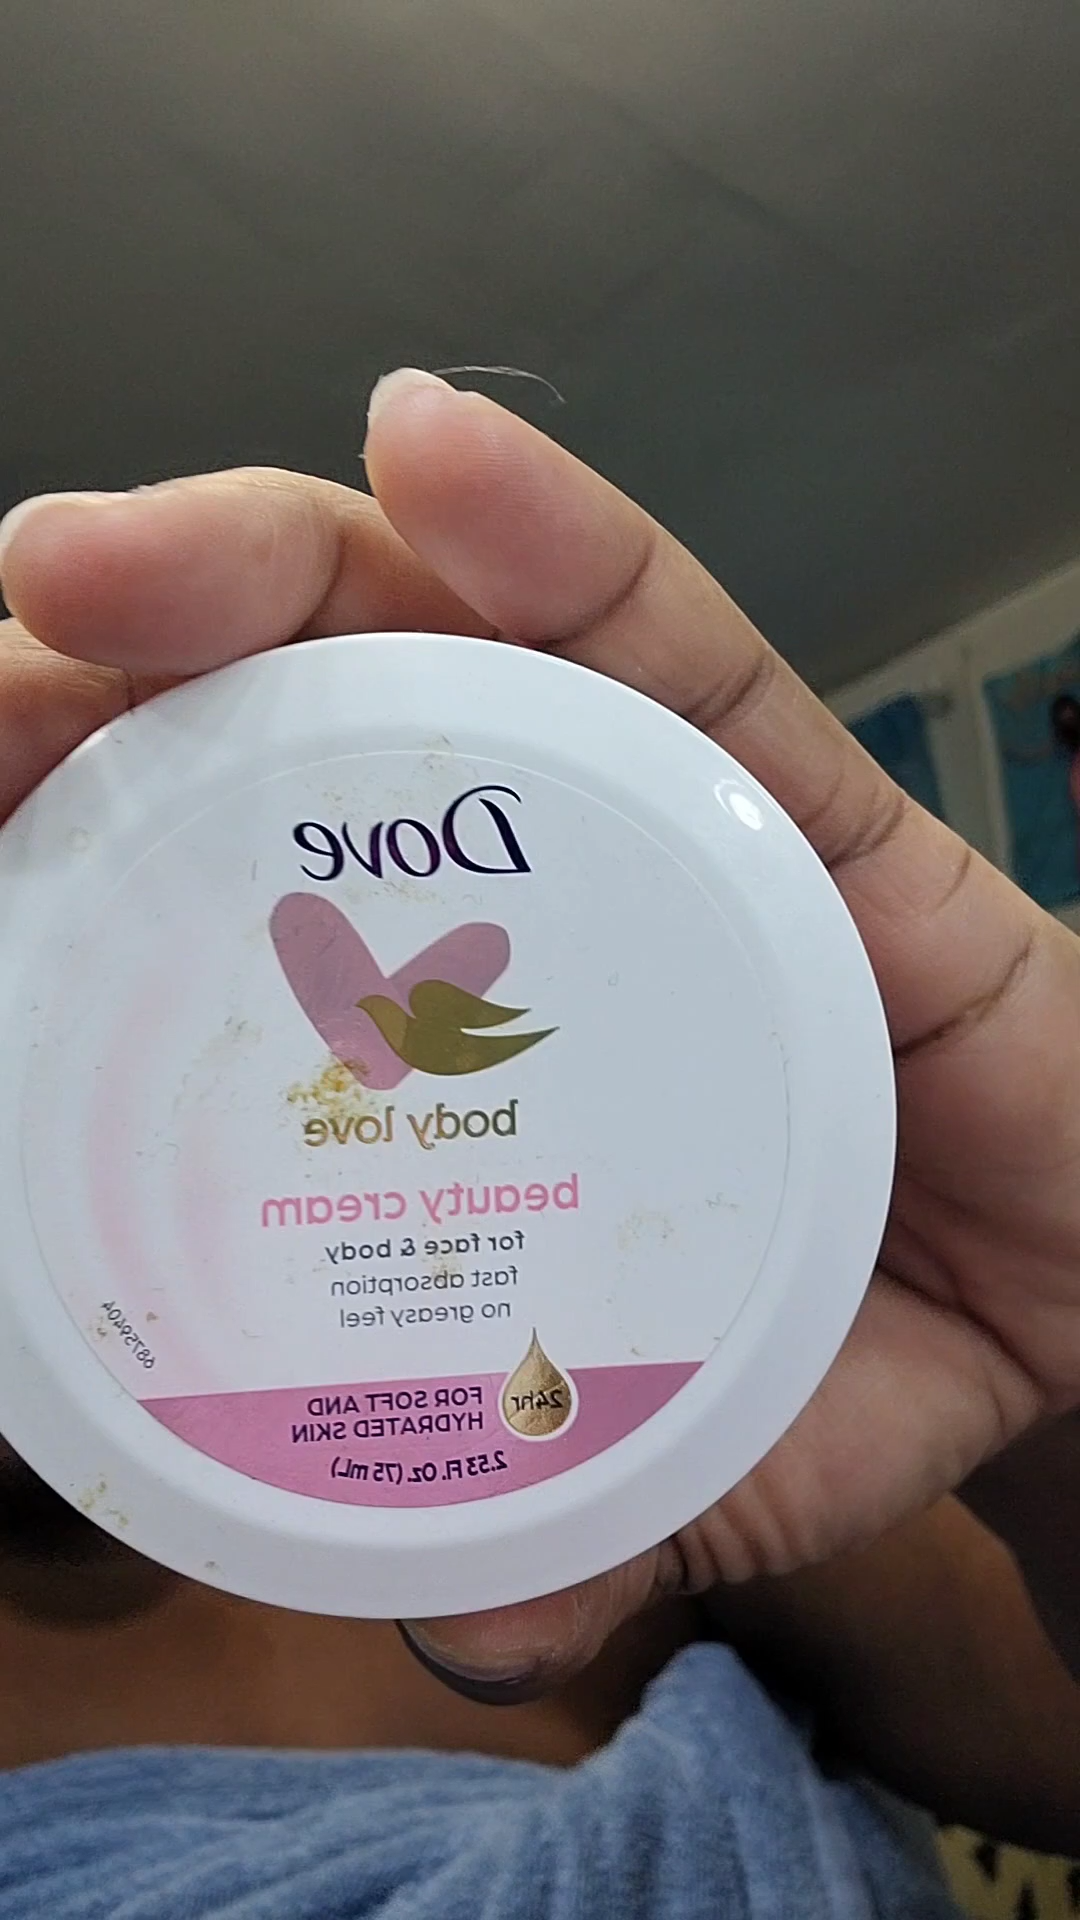 Dove
body love
beauty cream
for face & body
fast absorption
no greasy feel
24hr
FOR SOFT AND
HYDRATED SKIN
2.53 Fl. Oz. (75 mL)
68759404